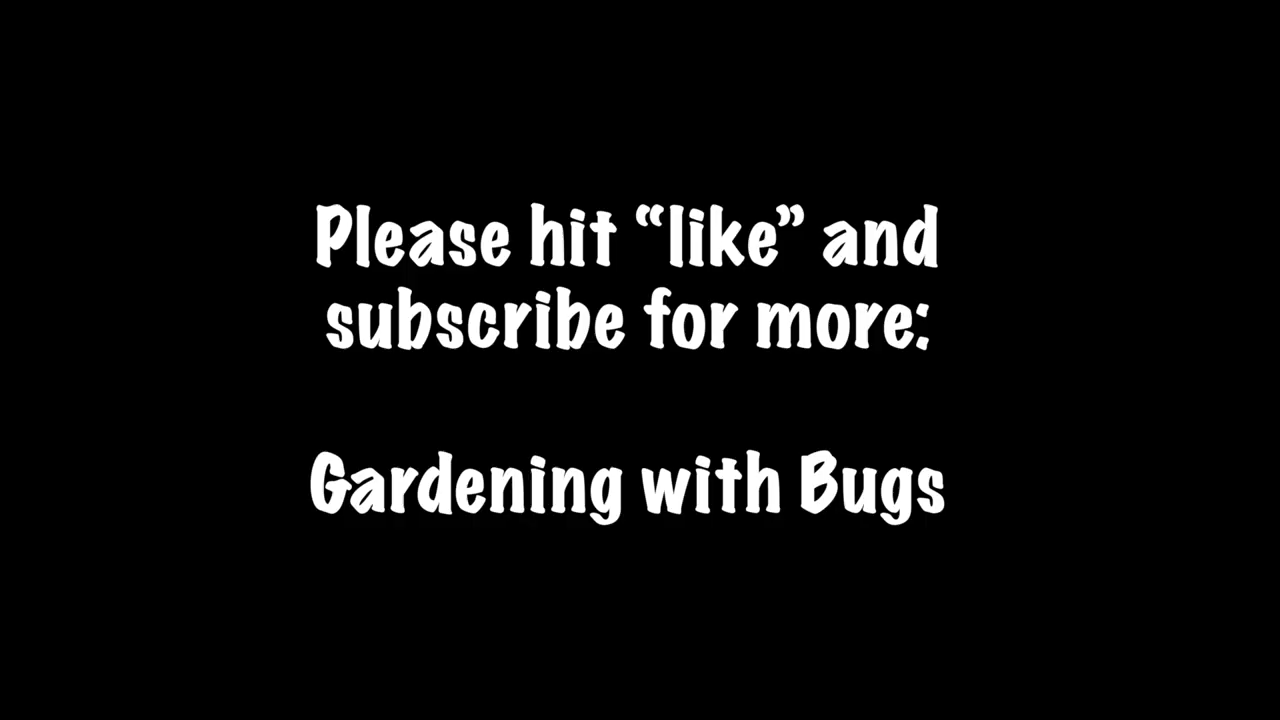 Please hit “like” and
subscribe for more:
Gardening with Bugs